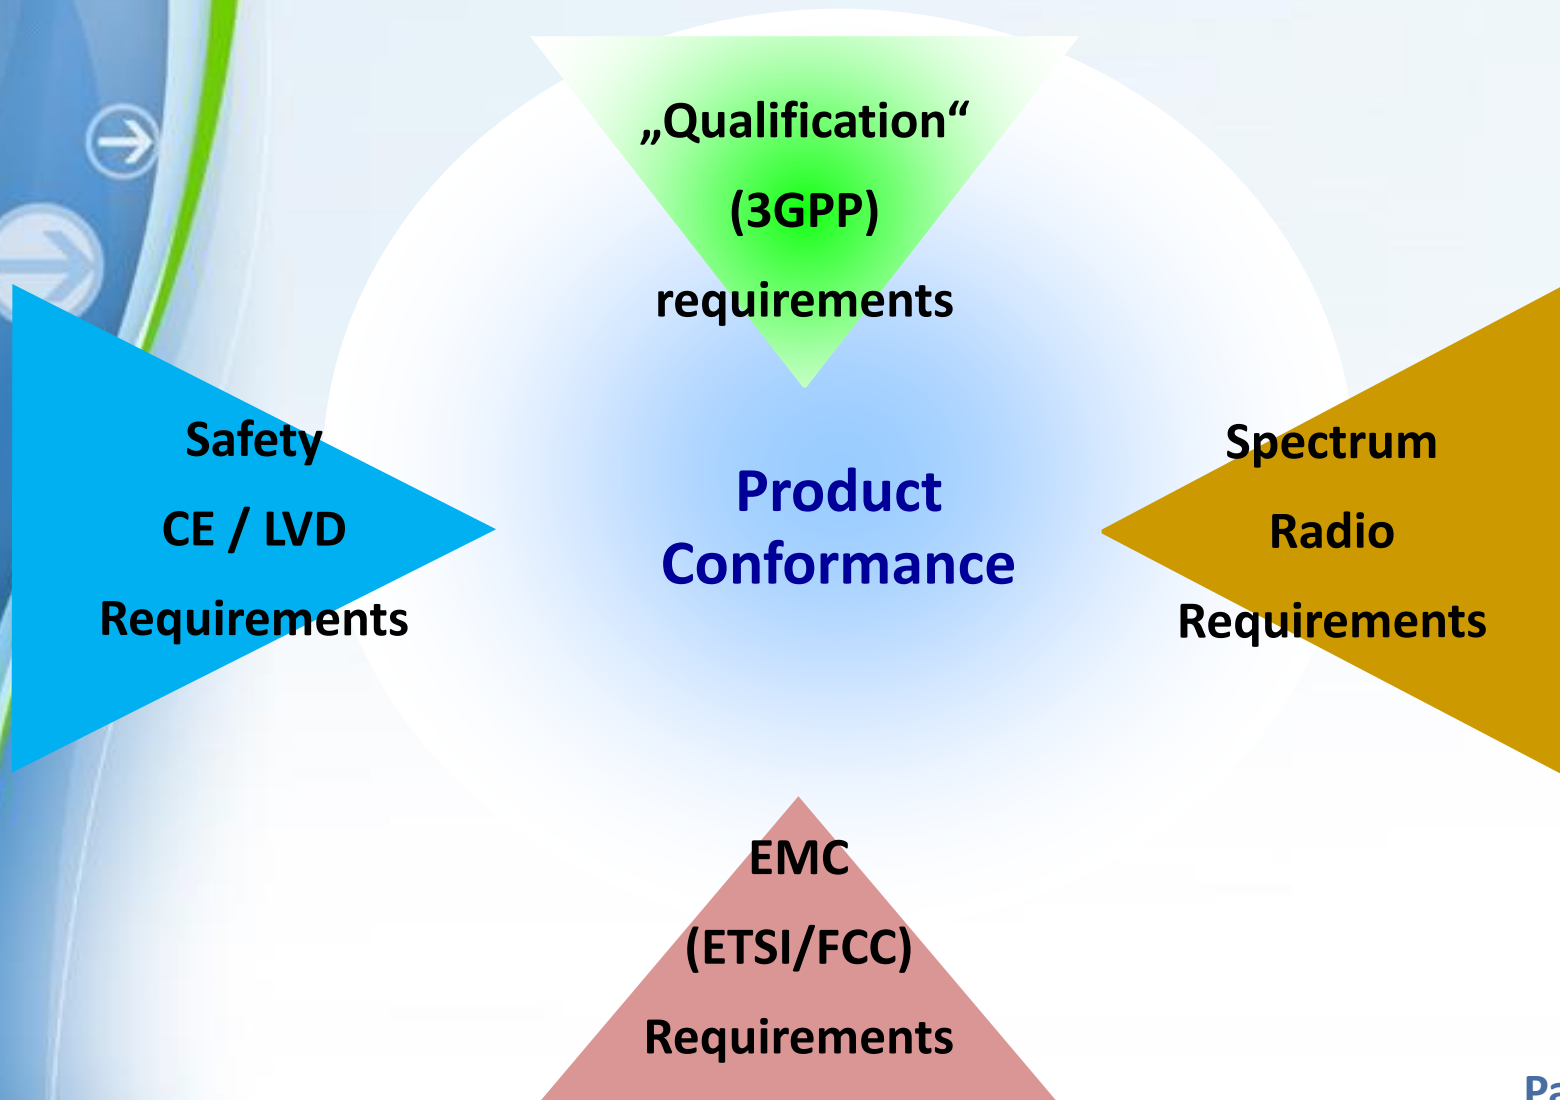 „Qualification“
(3GPP)
requirements
Safety
CE / LVD
Requirements
Product
Conformance
Spectrum
Radio
Requirements
EMC
(ETSI/FCC)
Requirements